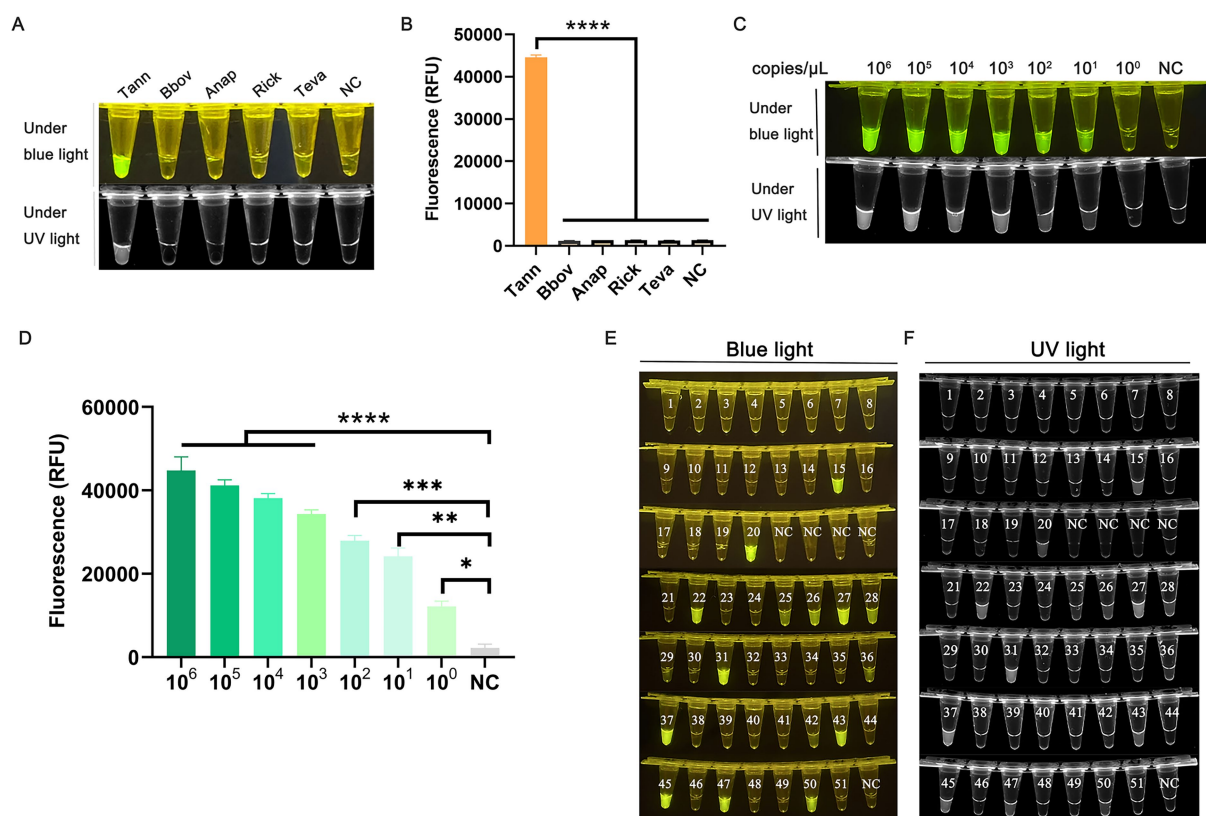 A
Tann Bbov Anap Rick Teva NC
Under
blue light
Under
UV light
B
****
Fluorescence (RFU)
50000
40000
30000
20000
10000
0
Tann Bbov Anap Rick Teva NC
C
copies/μL 10⁶ 10⁵ 10⁴ 10³ 10² 10¹ 10⁰ NC
Under
blue light
Under
UV light
D
Fluorescence (RFU)
60000
40000
20000
0
****
***
**
*
10⁶ 10⁵ 10⁴ 10³ 10² 10¹ 10⁰ NC
E
Blue light
1 2 3 4 5 6 7 8
9 10 11 12 13 14 15 16
17 18 19 20 NC NC NC NC
21 22 23 24 25 26 27 28
29 30 31 32 33 34 35 36
37 38 39 40 41 42 43 44
45 46 47 48 49 50 51 NC
F
UV light
1 2 3 4 5 6 7 8
9 10 11 12 13 14 15 16
17 18 19 20 NC NC NC NC
21 22 23 24 25 26 27 28
29 30 31 32 33 34 35 36
37 38 39 40 41 42 43 44
45 46 47 48 49 50 51 NC